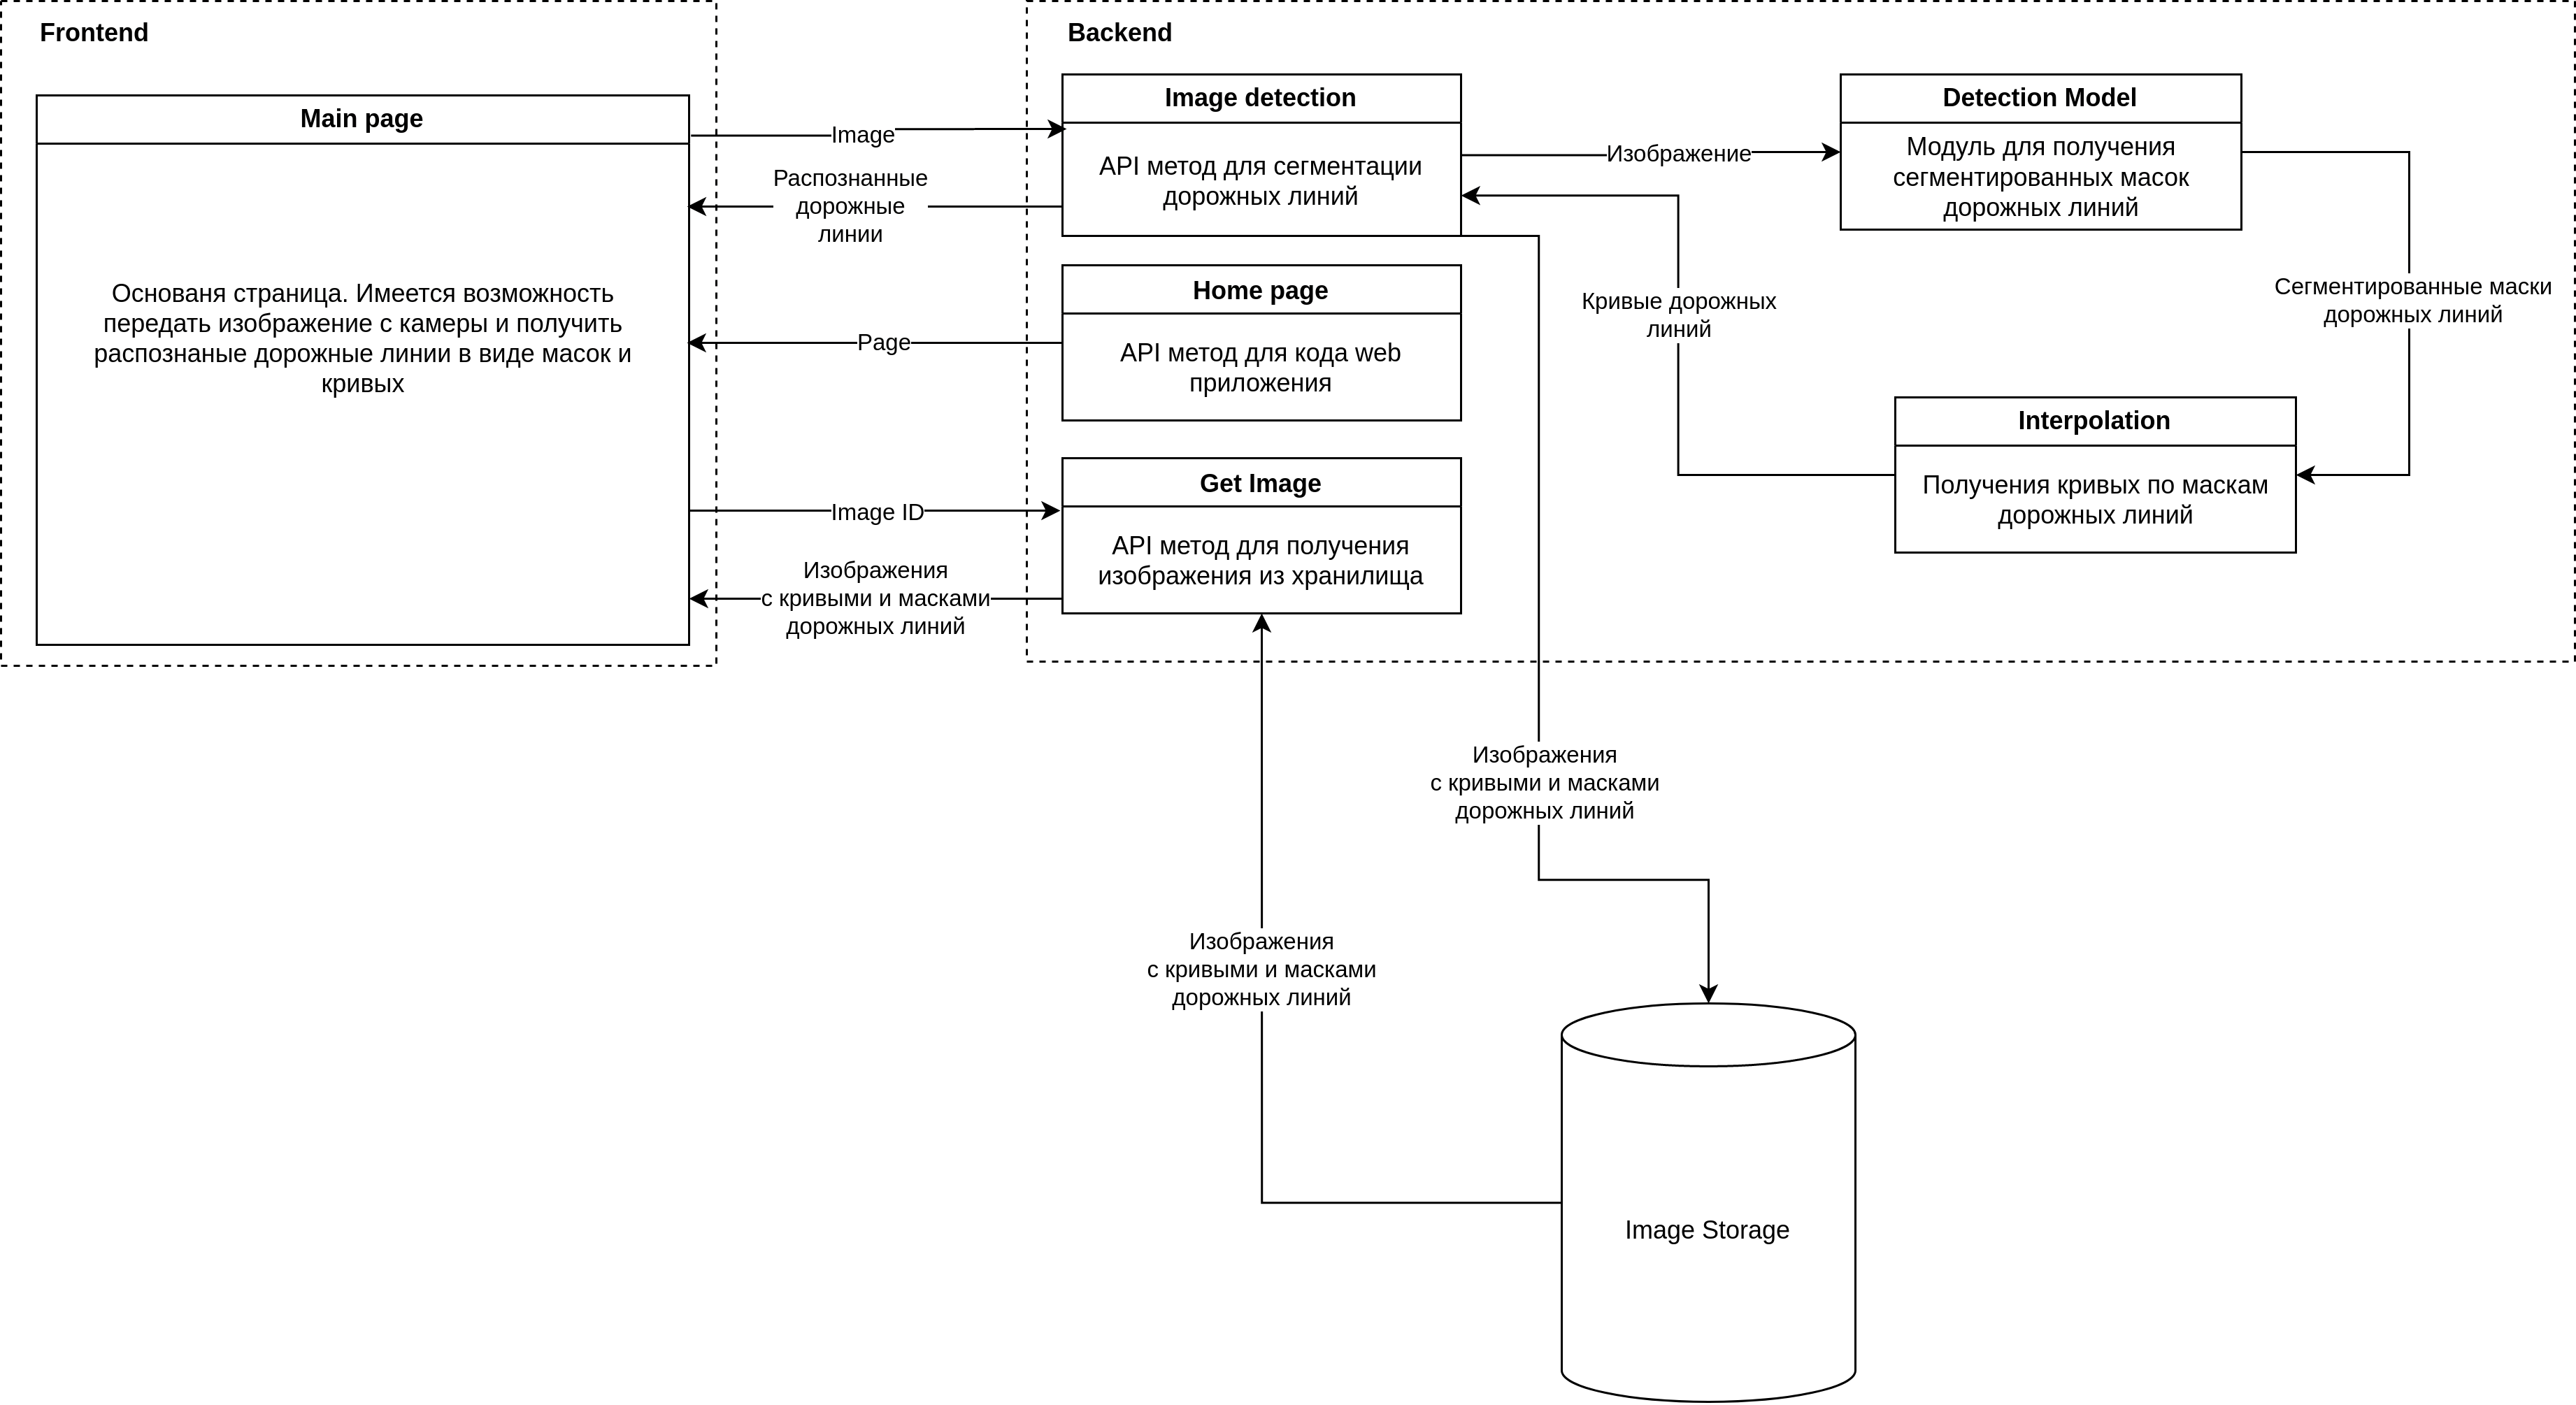 Frontend
Main page
Основаня страница. Имеется возможность
передать изображение с камеры и получить
распознаные дорожные линии в виде масок и
кривых
Image
Распознанные
дорожные
линии
Page
Image ID
Изображения
с кривыми и масками
дорожных линий
Backend
Image detection
API метод для сегментации
дорожных линий
Home page
API метод для кода web
приложения
Get Image
API метод для получения
изображения из хранилища
Изображение
Кривые дорожных
линий
Detection Model
Модуль для получения
сегментированных масок
дорожных линий
Сегментированные маски
дорожных линий
Interpolation
Получения кривых по маскам
дорожных линий
Изображения
с кривыми и масками
дорожных линий
Изображения
с кривыми и масками
дорожных линий
Image Storage